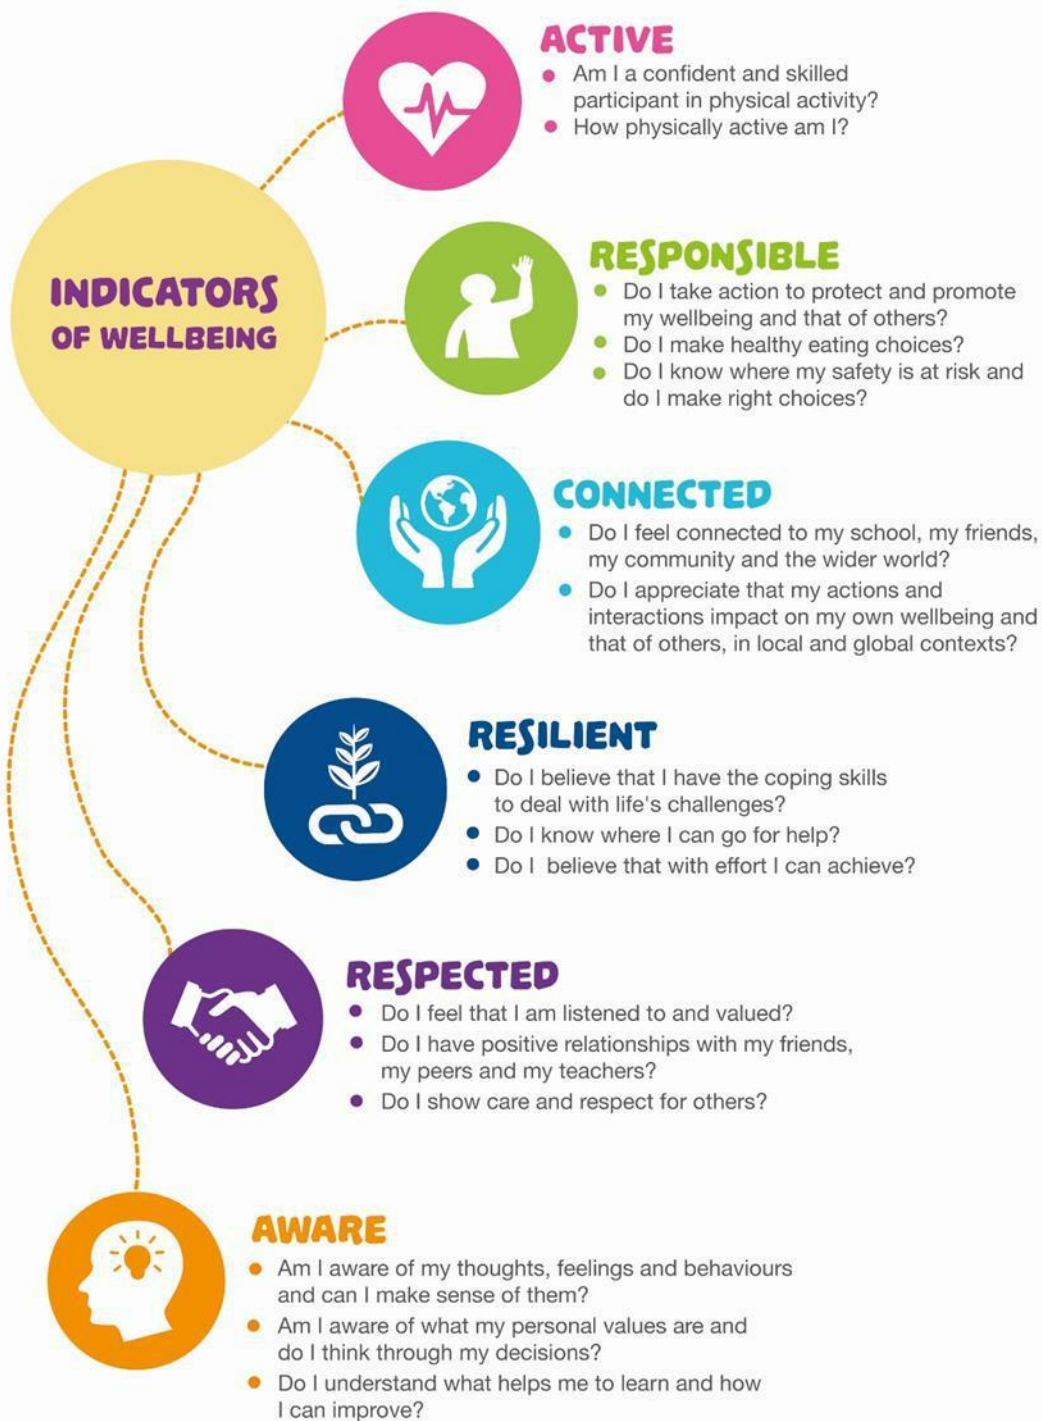 ACTIVE
Am I a confident and skilled
participant in physical activity?
How physically active am I?
INDICATORS
OF WELLBEING
RESPONSIBLE
Do I take action to protect and promote
my wellbeing and that of others?
Do I make healthy eating choices?
Do I know where my safety is at risk and
do I make right choices?
CONNECTED
Do I feel connected to my school, my friends,
my community and the wider world?
Do I appreciate that my actions and
interactions impact on my own wellbeing and
that of others, in local and global contexts?
RESILIENT
Do I believe that I have the coping skills
to deal with life's challenges?
Do I know where I can go for help?
Do I believe that with effort I can achieve?
RESPECTED
Do I feel that I am listened to and valued?
Do I have positive relationships with my friends,
my peers and my teachers?
Do I show care and respect for others?
AWARE
Am I aware of my thoughts, feelings and behaviours
and can I make sense of them?
Am I aware of what my personal values are and
do I think through my decisions?
Do I understand what helps me to learn and how
I can improve?